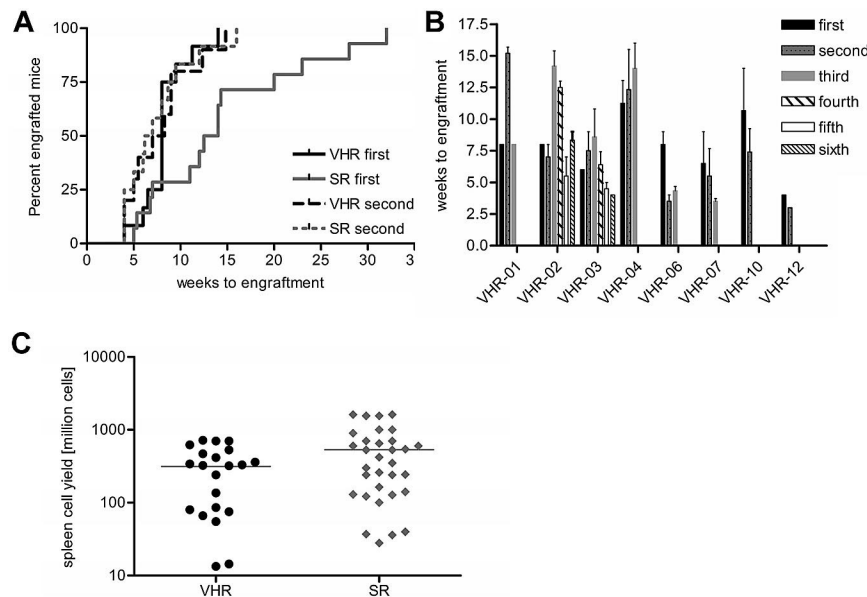 A
Percent engrafted mice
100
75
50
25
0
VHR first
SR first
VHR second
SR second
0 5 10 15 20 25 30 3
weeks to engraftment
B
weeks to engraftment
17.5
15.0
12.5
10.0
7.5
5.0
2.5
0.0
first
second
third
fourth
fifth
sixth
VHR-01 VHR-02 VHR-03 VHR-04 VHR-06 VHR-07 VHR-10 VHR-12
C
spleen cell yield [million cells]
10000
1000
100
10
VHR SR